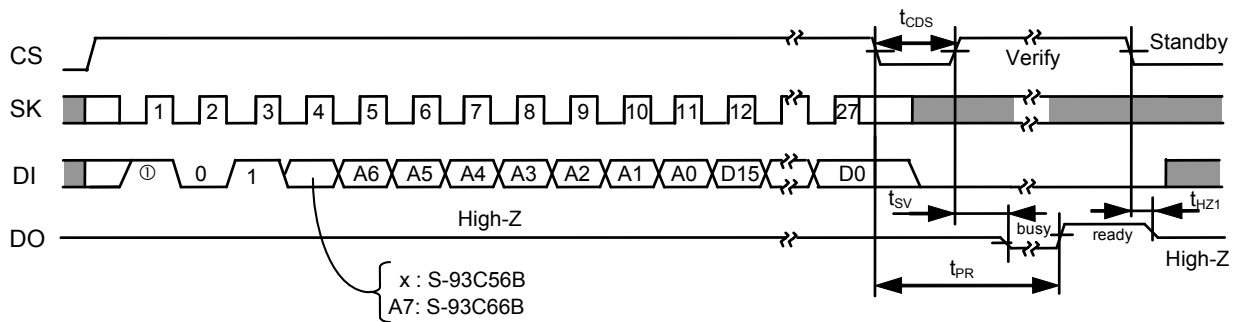 tCDS
CS Verify Standby
SK 1 2 3 4 5 6 7 8 9 10 11 12 27
DI ① 0 1 A6 A5 A4 A3 A2 A1 A0 D15 D0
tSV tHZ1
High-Z busy ready
DO High-Z
tPR
x : S-93C56B
A7: S-93C66B